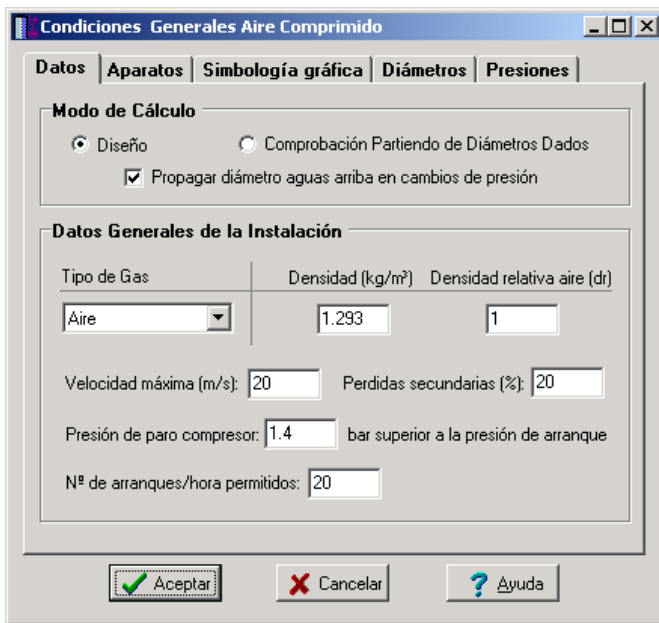 Condiciones  Generales Aire Comprimido
Datos Aparatos Simbología gráfica Diámetros Presiones
Modo de Cálculo
Diseño Comprobación Partiendo de Diámetros Dados
Propagar diámetro aguas arriba en cambios de presión
Datos Generales de la Instalación
Tipo de Gas Densidad (kg/m³) Densidad relativa aire (dr)
Aire 1.293 1
Velocidad máxima (m/s): 20 Perdidas secundarias (%): 20
Presión de paro compresor: 1.4 bar superior a la presión de arranque
Nº de arranques/hora permitidos: 20
Aceptar Cancelar Ayuda